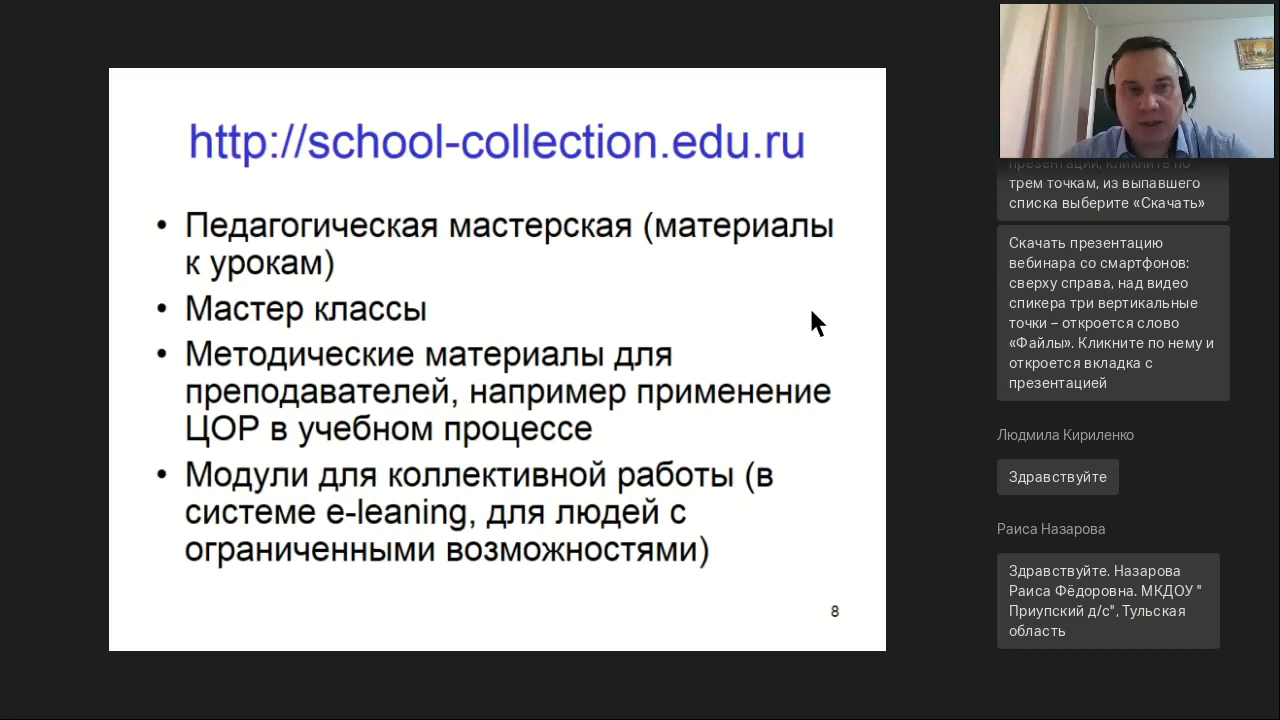 http://school-collection.edu.ru
• Педагогическая мастерская (материалы
к урокам)
• Мастер классы
• Методические материалы для
преподавателей, например применение
ЦОР в учебном процессе
• Модули для коллективной работы (в
системе e-leaning, для людей с
ограниченными возможностями)
8
презентации, кликните по
трем точкам, из выпавшего
списка выберите «Скачать»
Скачать презентацию
вебинара со смартфонов:
сверху справа, над видео
спикера три вертикальные
точки – откроется слово
«Файлы». Кликните по нему и
откроется вкладка с
презентацией
Людмила Кириленко
Здравствуйте
Раиса Назарова
Здравствуйте. Назарова
Раиса Фёдоровна. МКДОУ "
Приупский д/с", Тульская
область